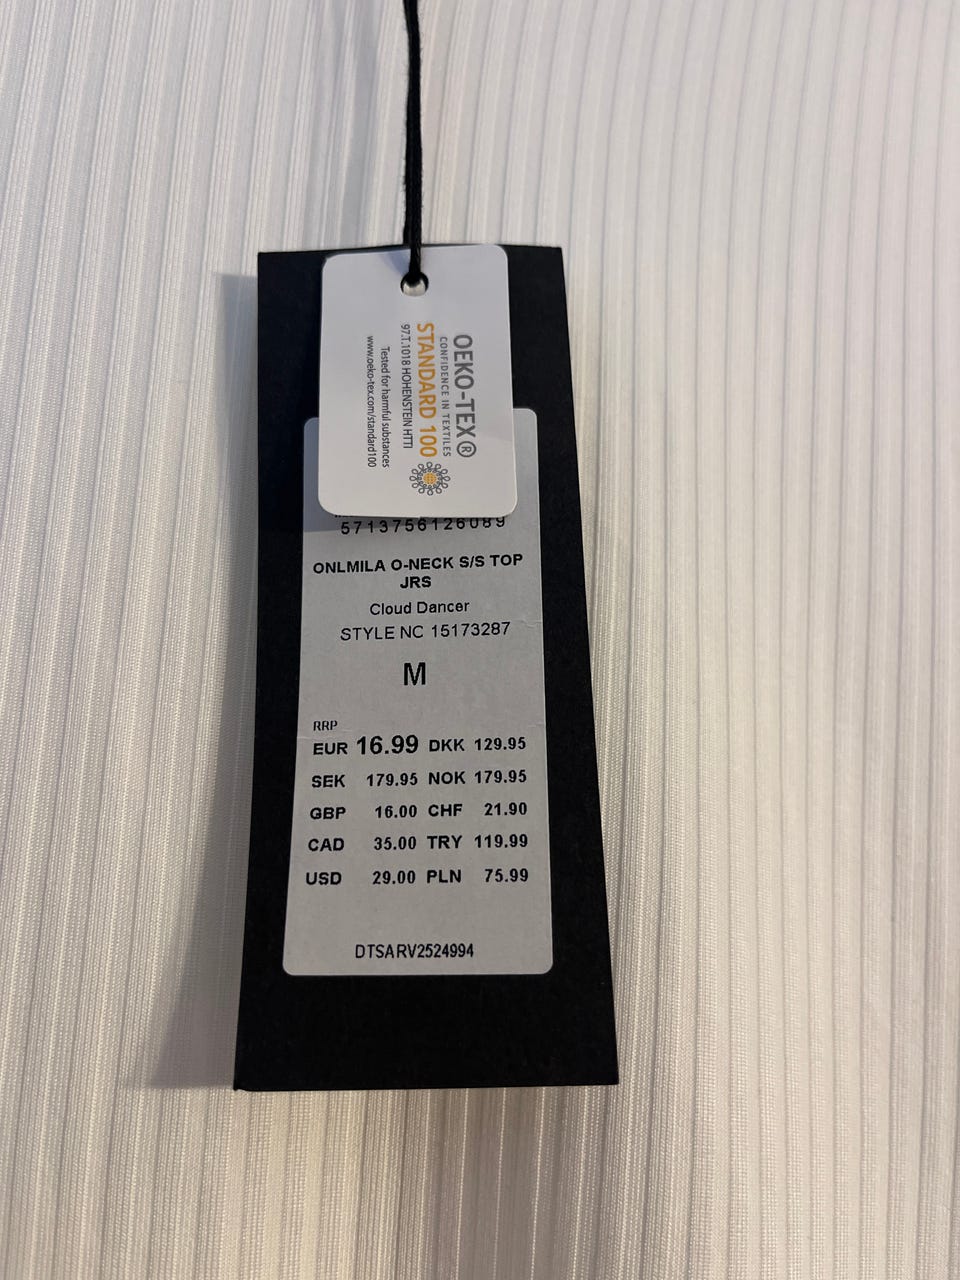 OEKO-TEX®
CONFIDENCE IN TEXTILES
STANDARD 100
97.T.1018 HOHENSTEIN HTTI
Tested for harmful substances
www.oeko-tex.com/standard100
5713756126089
ONLMILA O-NECK S/S TOP
JRS
Cloud Dancer
STYLE NC 15173287
M
RRP
EUR 16.99 DKK 129.95
SEK 179.95 NOK 179.95
GBP 16.00 CHF 21.90
CAD 35.00 TRY 119.99
USD 29.00 PLN 75.99
DTSARV2524994